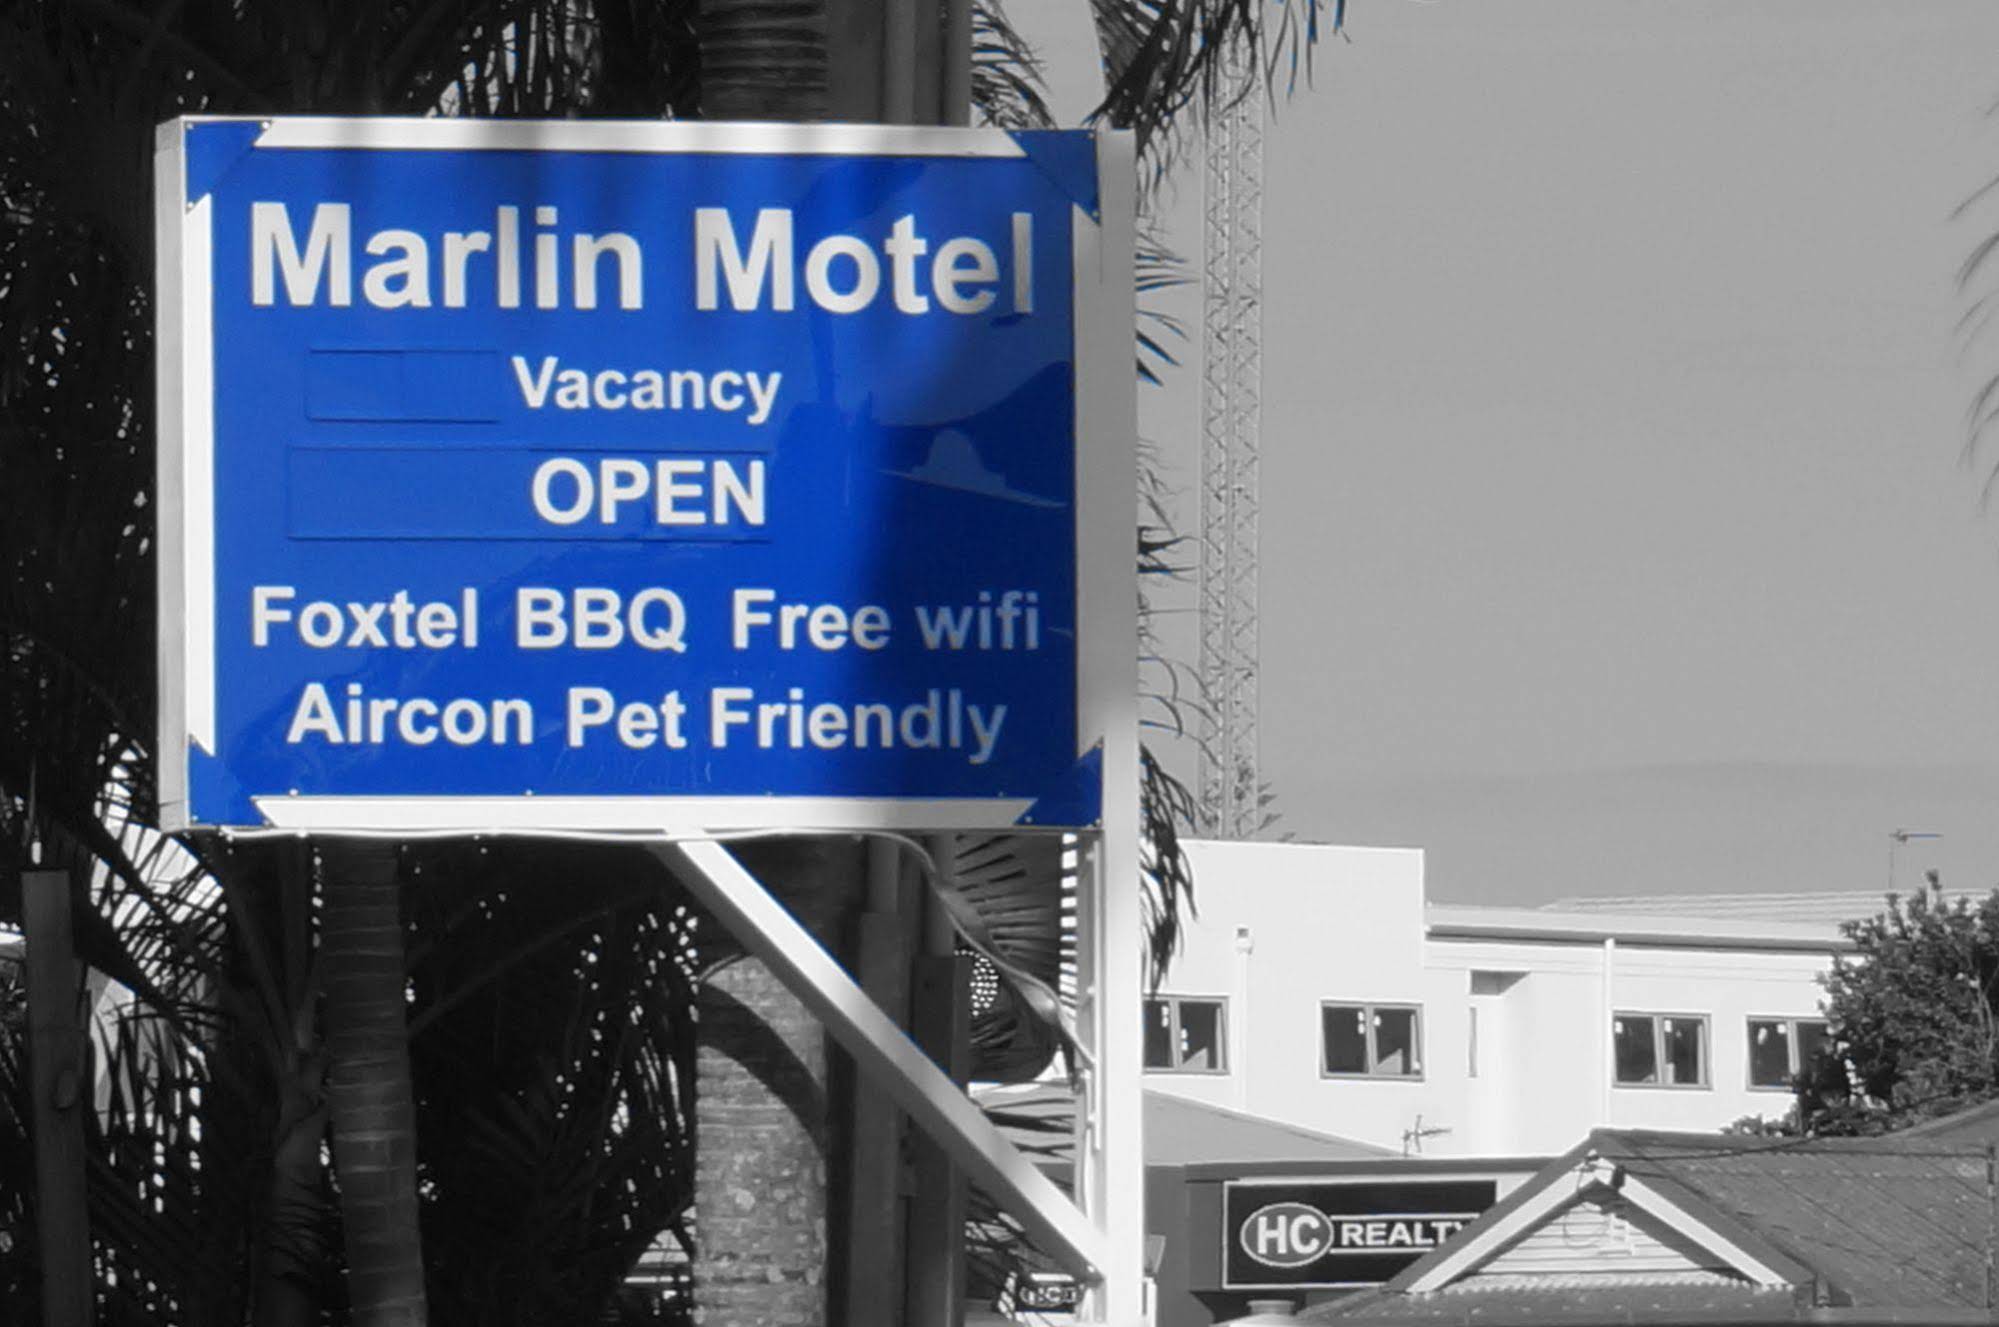 Marlin Motel
Vacancy
OPEN
Foxtel BBQ Free wifi
Aircon Pet Friendly
HC REALTY